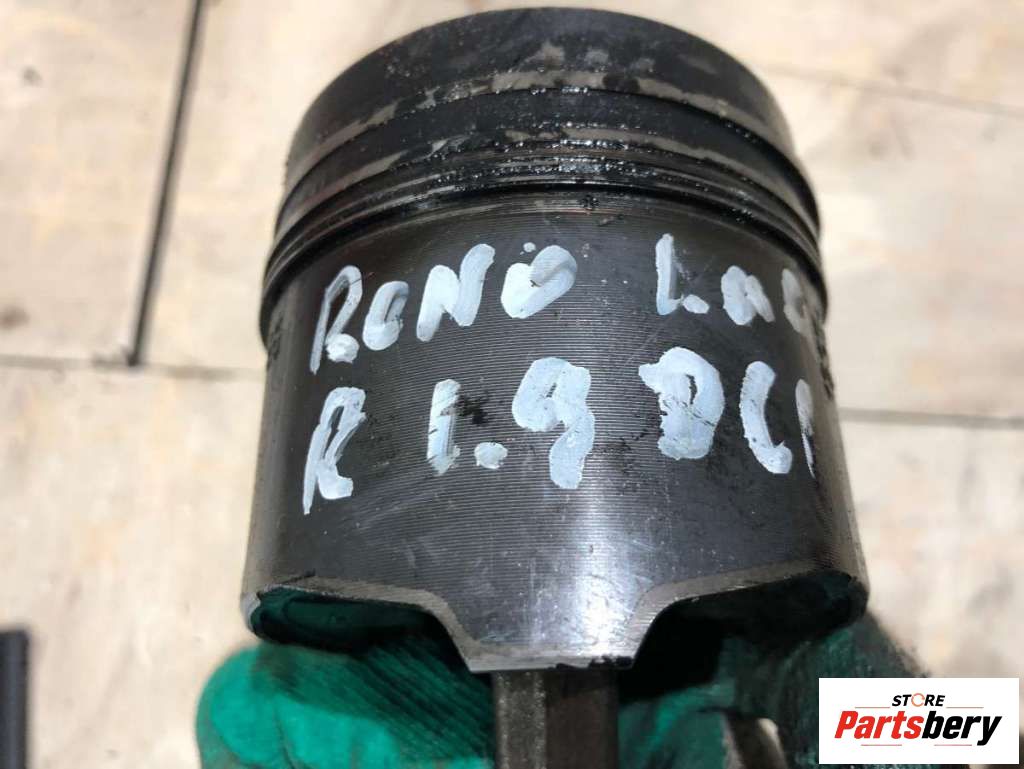 RENO LAG
R 1.9 DCI
STORE
Partsbery